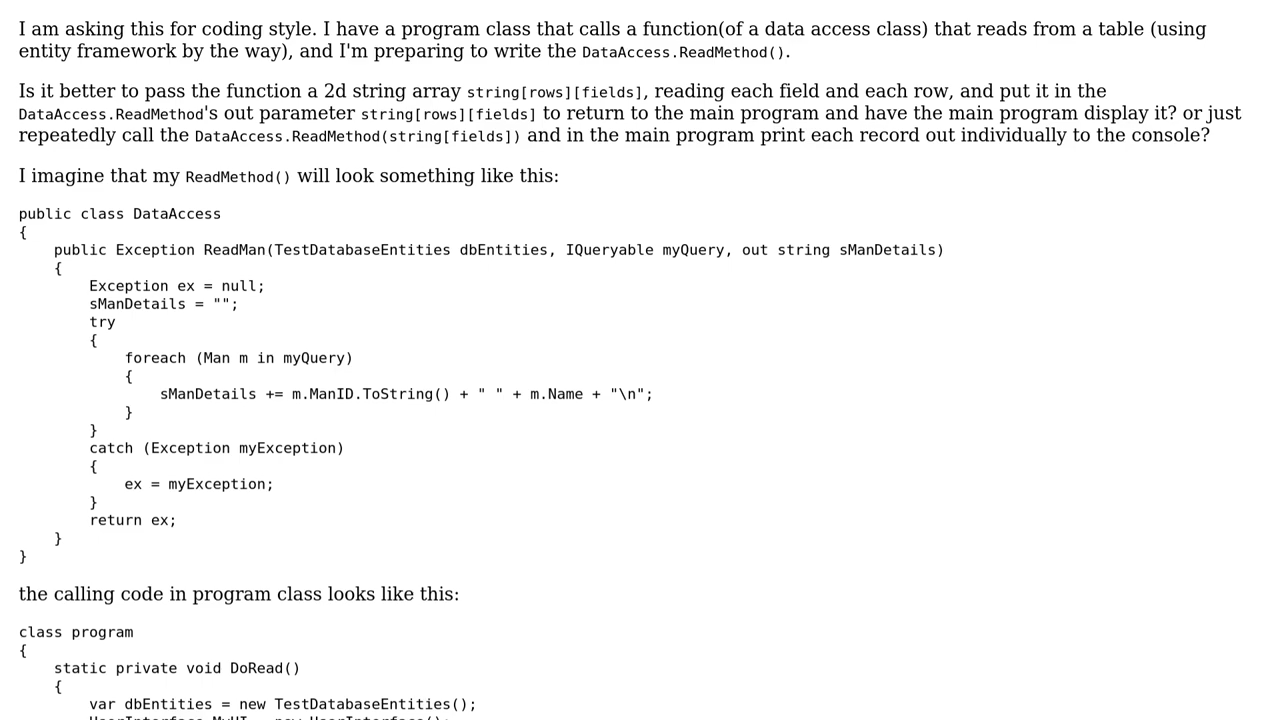 I am asking this for coding style. I have a program class that calls a function(of a data access class) that reads from a table (using
entity framework by the way), and I'm preparing to write the DataAccess.ReadMethod().
Is it better to pass the function a 2d string array string[rows][fields], reading each field and each row, and put it in the
DataAccess.ReadMethod's out parameter string[rows][fields] to return to the main program and have the main program display it? or just
repeatedly call the DataAccess.ReadMethod(string[fields]) and in the main program print each record out individually to the console?
I imagine that my ReadMethod() will look something like this:
public class DataAccess
{
    public Exception ReadMan(TestDatabaseEntities dbEntities, IQueryable myQuery, out string sManDetails)
    {
        Exception ex = null;
        sManDetails = "";
        try
        {
            foreach (Man m in myQuery)
            {
                sManDetails += m.ManID.ToString() + " " + m.Name + "\n";
            }
        }
        catch (Exception myException)
        {
            ex = myException;
        }
        return ex;
    }
}
the calling code in program class looks like this:
class program
{
    static private void DoRead()
    {
        var dbEntities = new TestDatabaseEntities();
        UserInterface MyUI = new UserInterface();